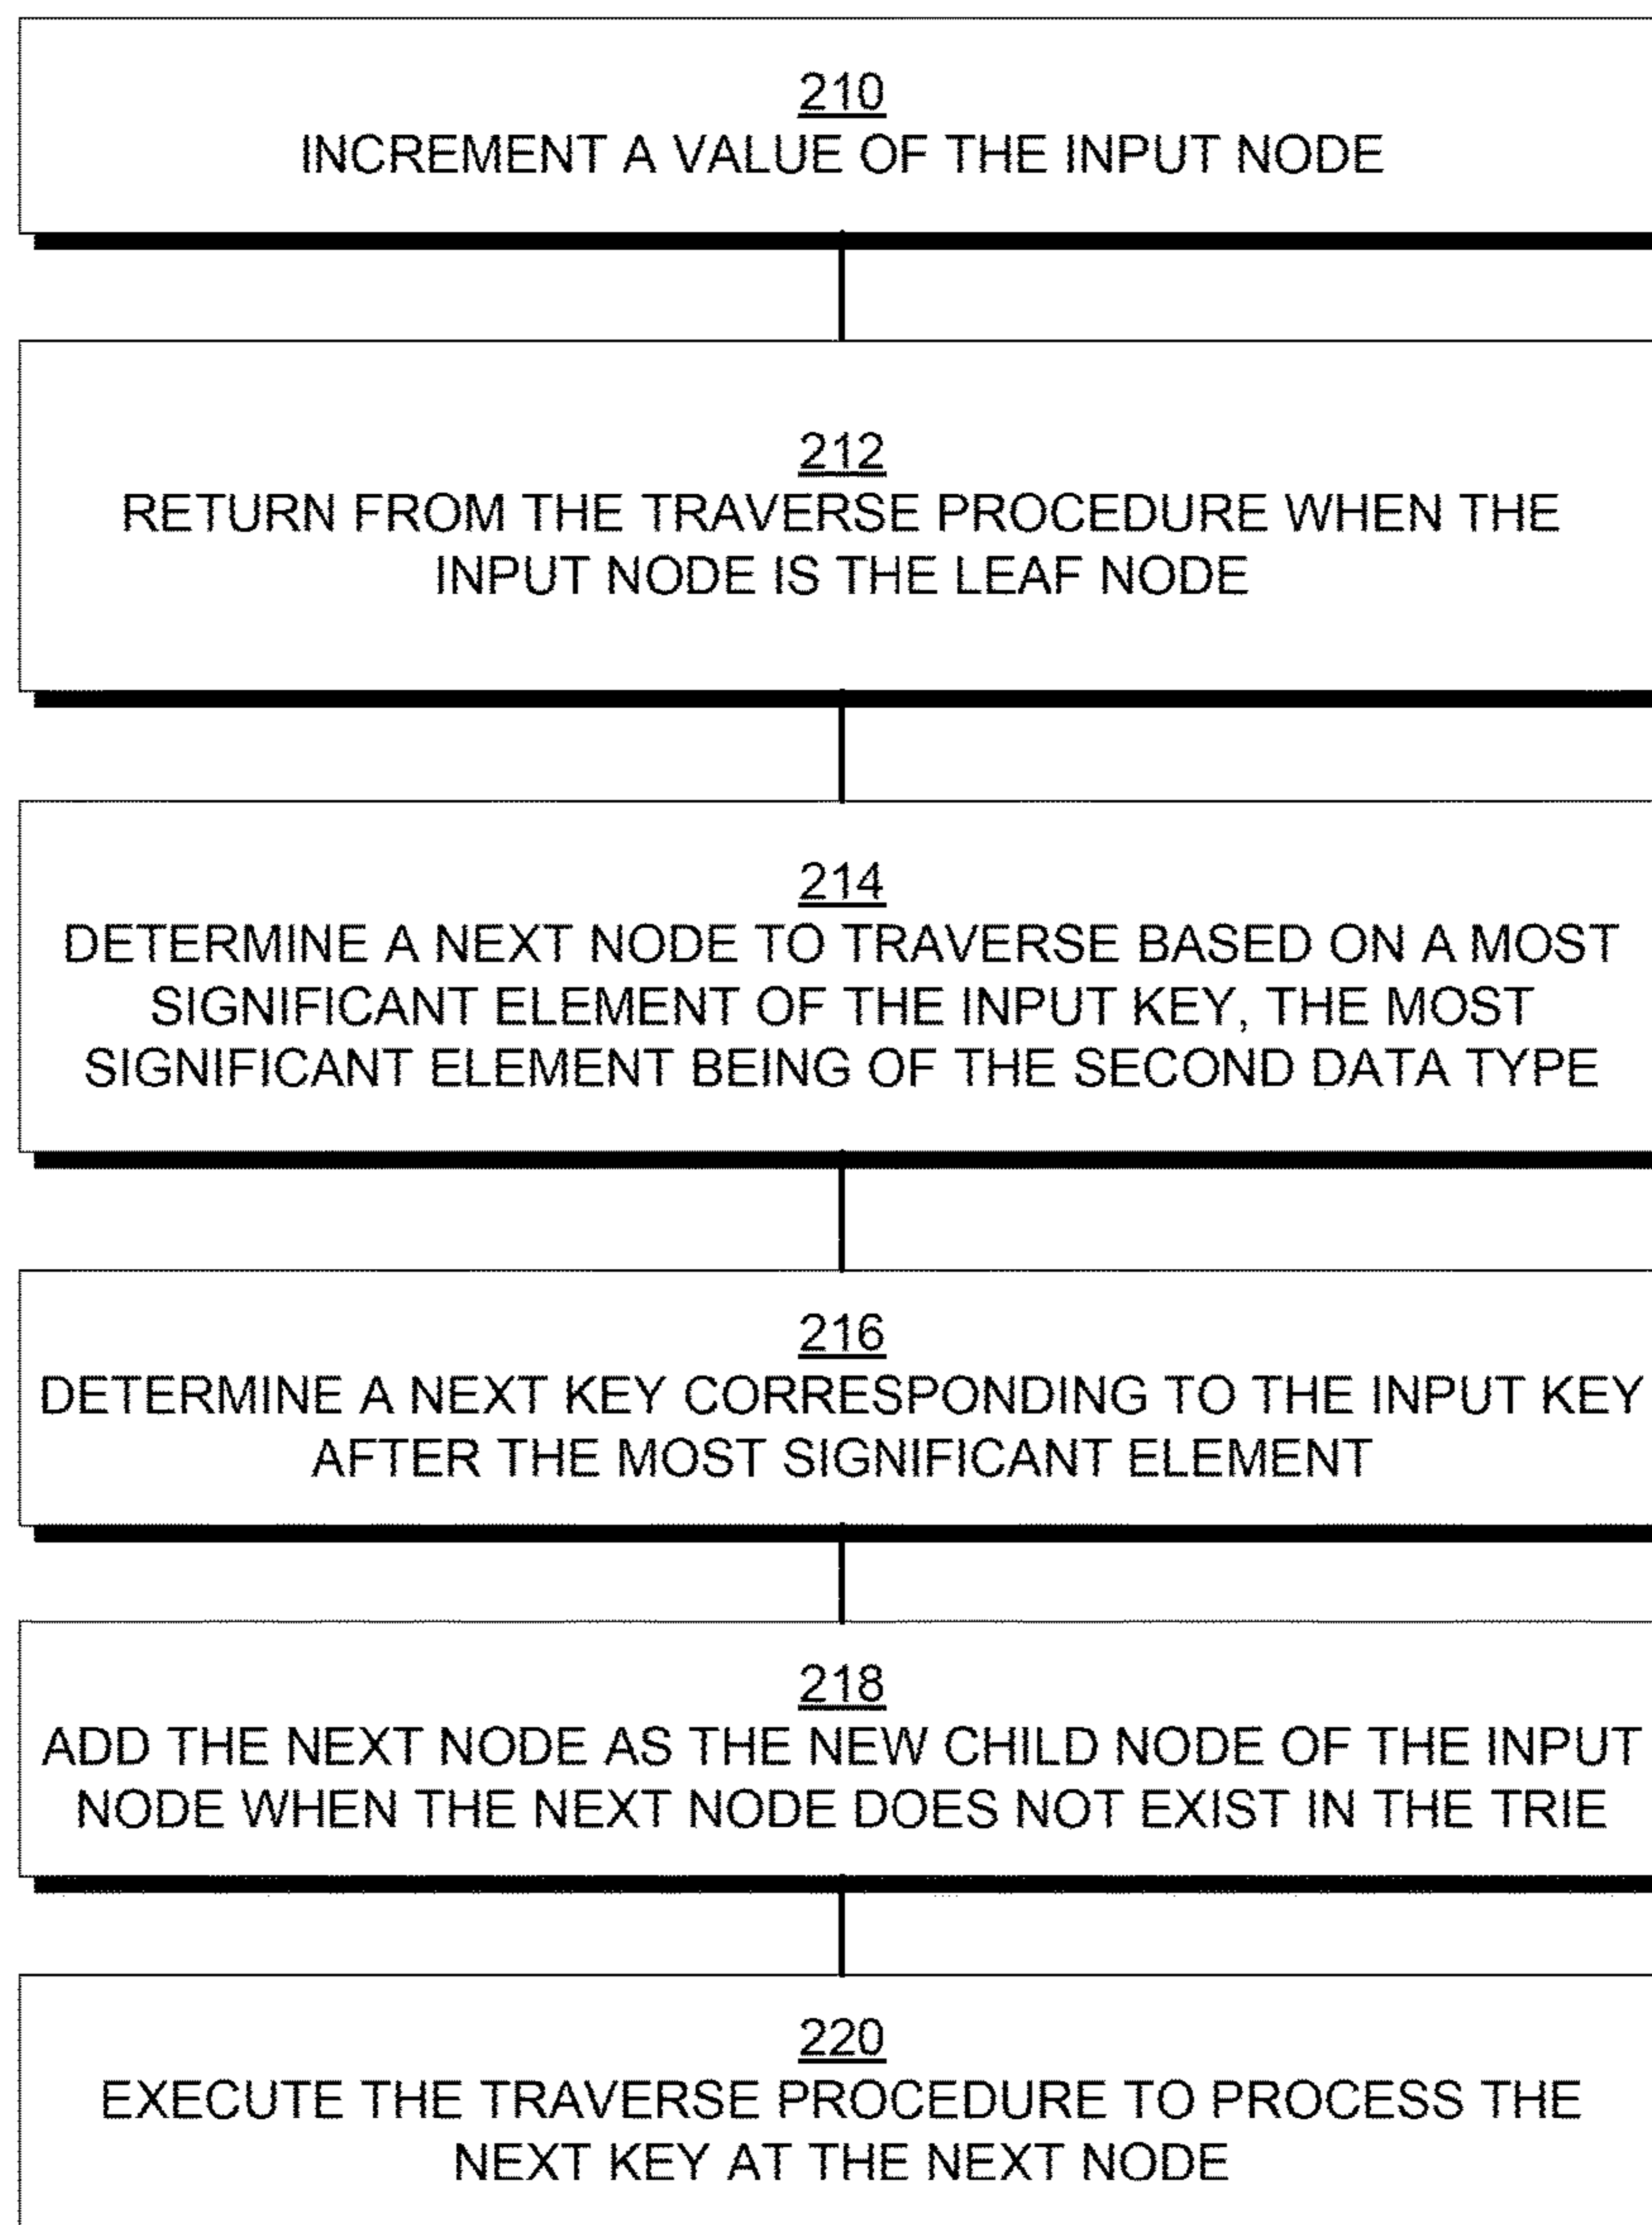 210
INCREMENT A VALUE OF THE INPUT NODE
212
RETURN FROM THE TRAVERSE PROCEDURE WHEN THE
INPUT NODE IS THE LEAF NODE
214
DETERMINE A NEXT NODE TO TRAVERSE BASED ON A MOST
SIGNIFICANT ELEMENT OF THE INPUT KEY, THE MOST
SIGNIFICANT ELEMENT BEING OF THE SECOND DATA TYPE
216
DETERMINE A NEXT KEY CORRESPONDING TO THE INPUT KEY
AFTER THE MOST SIGNIFICANT ELEMENT
218
ADD THE NEXT NODE AS THE NEW CHILD NODE OF THE INPUT
NODE WHEN THE NEXT NODE DOES NOT EXIST IN THE TRIE
220
EXECUTE THE TRAVERSE PROCEDURE TO PROCESS THE
NEXT KEY AT THE NEXT NODE